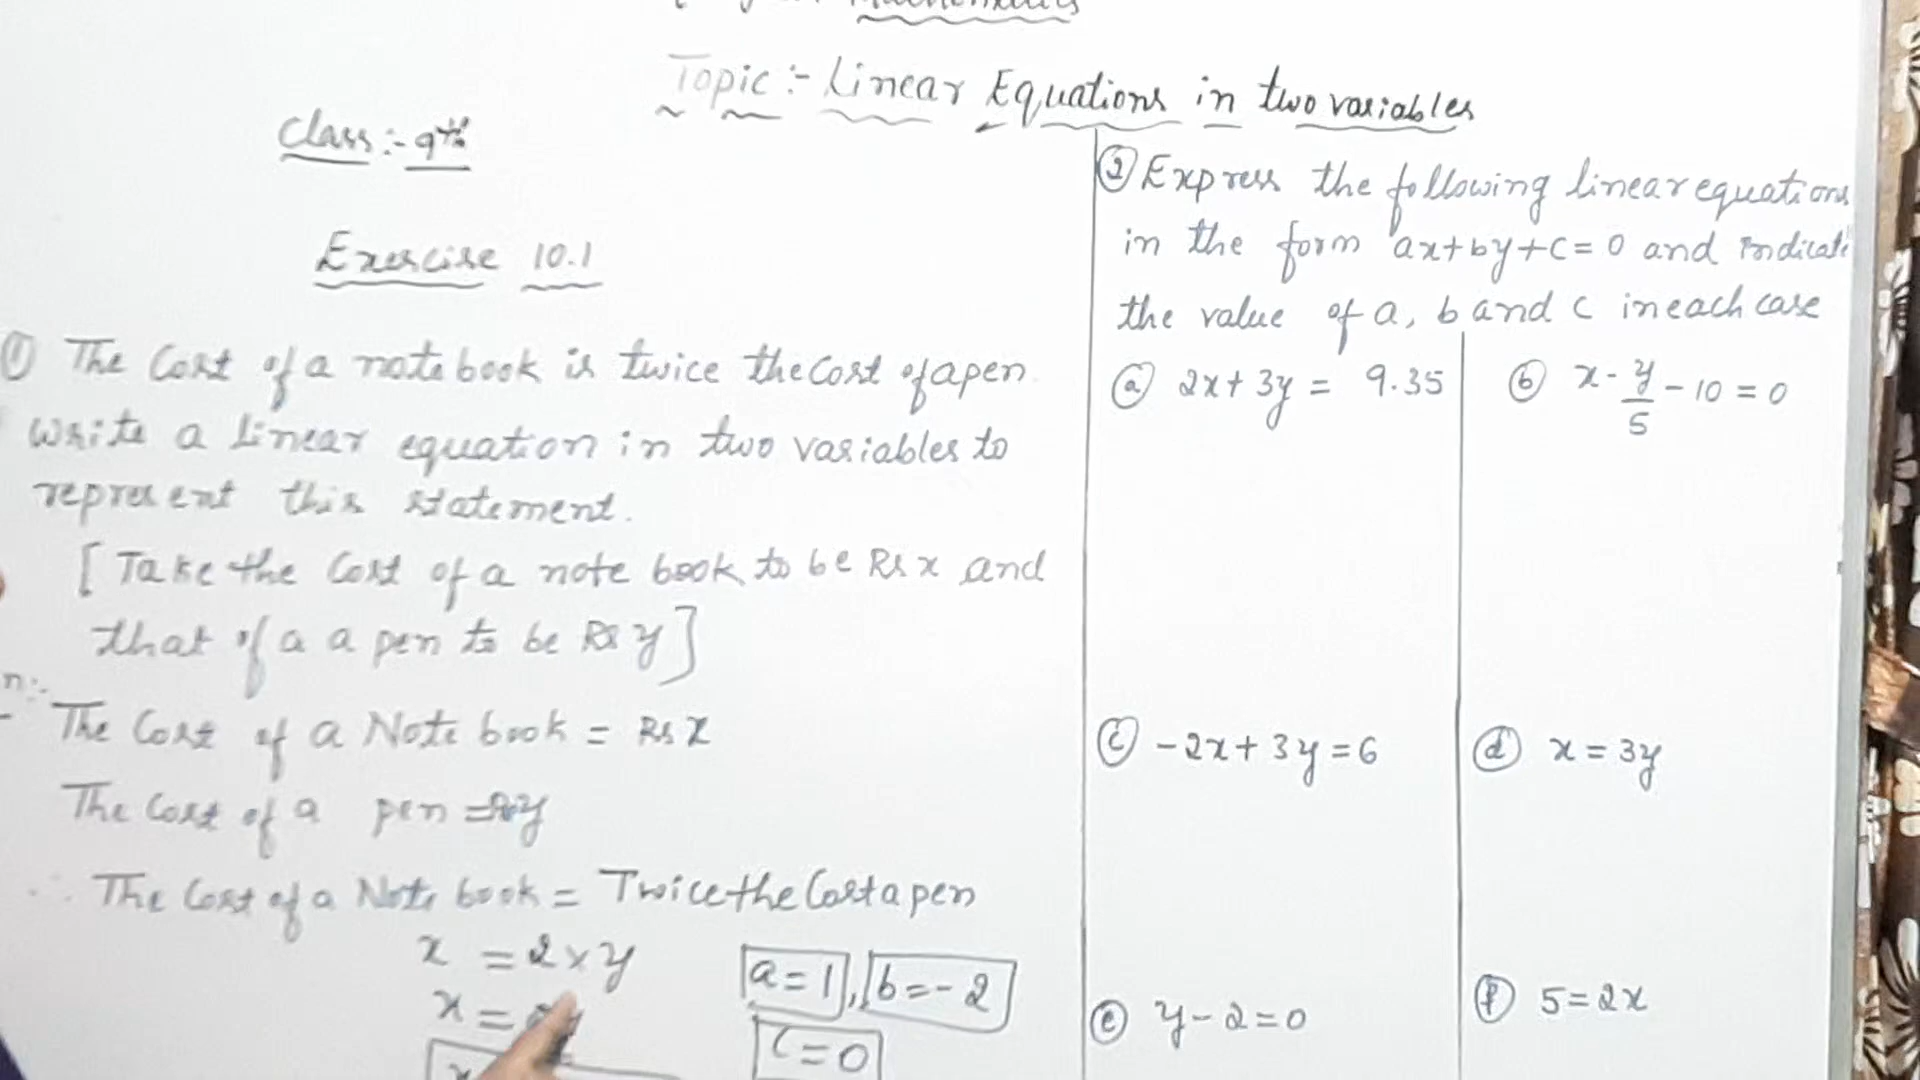 Mathematics
Topic :- Linear Equations in two variables
Class :- 9th
Exercise 10.1
① The Cost of a note book is twice the cost of a pen
write a linear equation in two variables to
represent this statement.
[Take the Cost of a note book to be Rs x and
that of a a pen to be Rs y]
n:-
The Cost of a Note book = Rs x
The Cost of a pen = Rs y
∴ The Cost of a Note book = Twice the Cost a pen
x = 2 × y
x =
a = 1, b = -2
c = 0
② Express the following linear equations
in the form ax+by+c=0 and indicate
the value of a, b and c in each case
ⓐ 2x + 3y = 9.35
ⓑ x - y/5 - 10 = 0
ⓒ -2x + 3y = 6
ⓓ x = 3y
ⓔ y - 2 = 0
ⓕ 5 = 2x